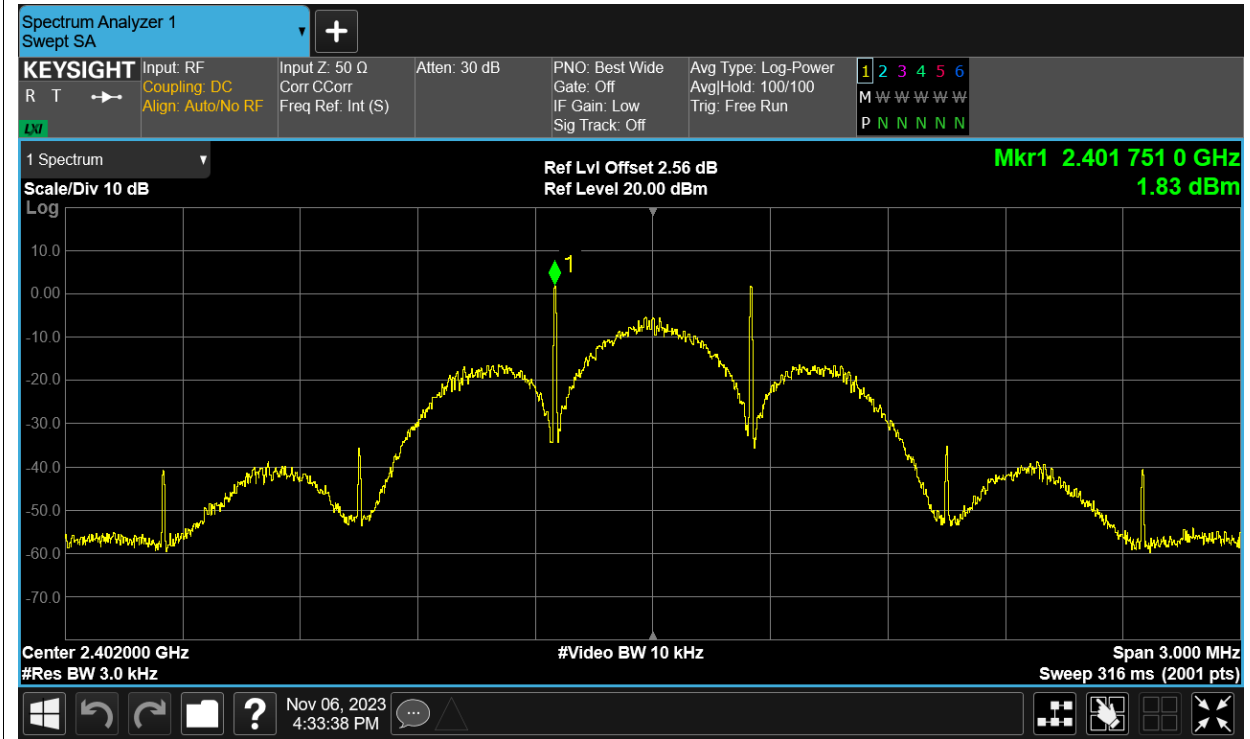 Spectrum Analyzer 1
Swept SA
KEYSIGHT
R T
LXI
Input: RF
Coupling: DC
Align: Auto/No RF
Input Z: 50 Ω
Corr CCorr
Freq Ref: Int (S)
Atten: 30 dB
PNO: Best Wide
Gate: Off
IF Gain: Low
Sig Track: Off
Avg Type: Log-Power
Avg|Hold: 100/100
Trig: Free Run
1 2 3 4 5 6
M W W W W W
P N N N N N
1 Spectrum
Scale/Div 10 dB
Log
Ref Lvl Offset 2.56 dB
Ref Level 20.00 dBm
Mkr1 2.401 751 0 GHz
1.83 dBm
1
10.0
0.00
-10.0
-20.0
-30.0
-40.0
-50.0
-60.0
-70.0
Center 2.402000 GHz
#Video BW 10 kHz
Span 3.000 MHz
#Res BW 3.0 kHz
Sweep 316 ms (2001 pts)
?
Nov 06, 2023
4:33:38 PM